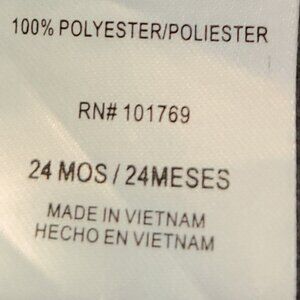 100% POLYESTER/POLIESTER
RN# 101769
24 MOS / 24MESES
MADE IN VIETNAM
HECHO EN VIETNAM